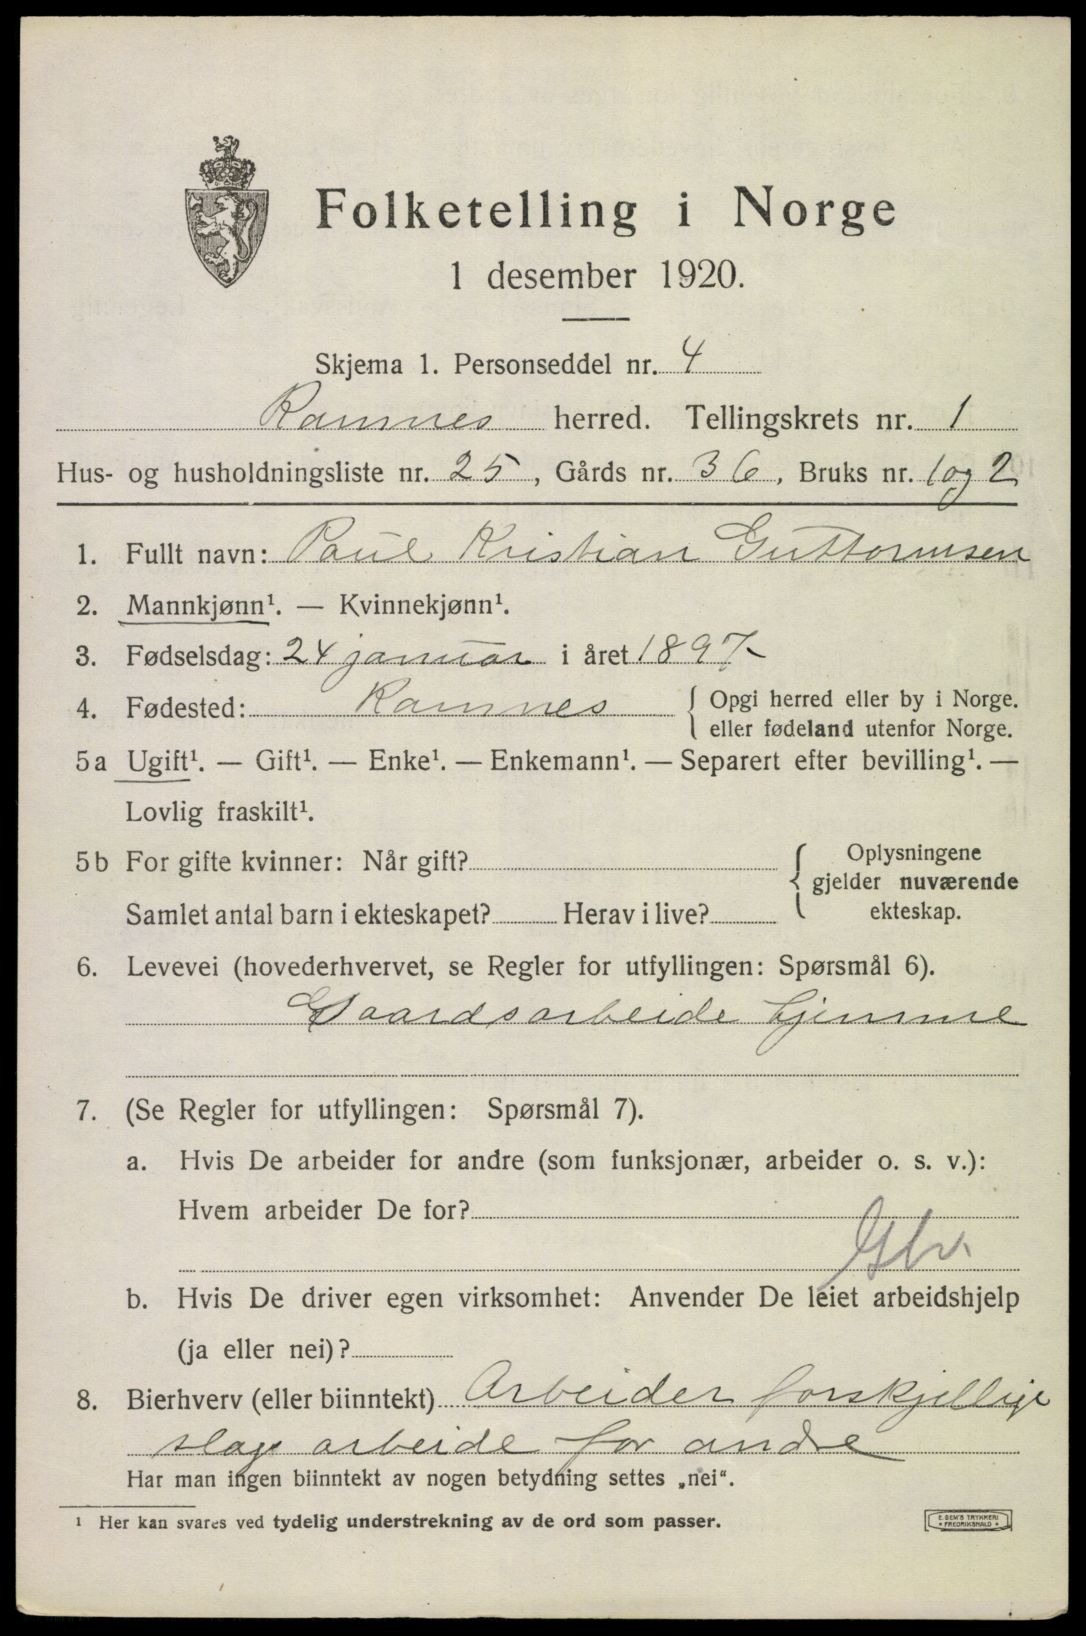 Folketelling i Norge
1 desember 1920.
Skjema 1. Personseddel nr. 4
Ramnes herred. Tellingskrets nr. 1
Hus- og husholdningsliste nr. 25, Gårds nr. 36, Bruks nr. 1 og 2
1. Fullt navn: Paul Kristian Guttormsen
2. Mannkjønn¹. — Kvinnekjønn¹.
3. Fødselsdag: 24 januar i året 1897
4. Fødested: Ramnes { Opgi herred eller by i Norge.
eller fødeland utenfor Norge.
5a Ugift¹. — Gift¹. — Enke¹. — Enkemann¹. — Separert efter bevilling¹. —
Lovlig fraskilt¹.
5b For gifte kvinner: Når gift? { Oplysningene
gjelder nuværende
Samlet antal barn i ekteskapet? Herav i live? ekteskap.
6. Levevei (hovederhvervet, se Regler for utfyllingen: Spørsmål 6).
Gaardsarbeide hjemme
7. (Se Regler for utfyllingen: Spørsmål 7).
a. Hvis De arbeider for andre (som funksjonær, arbeider o. s. v.):
Hvem arbeider De for?
b. Hvis De driver egen virksomhet: Anvender De leiet arbeidshjelp
(ja eller nei)?
8. Bierhverv (eller biinntekt) Arbeider forskjellige
slags arbeide for andre
Har man ingen biinntekt av nogen betydning settes „nei“.
¹ Her kan svares ved tydelig understrekning av de ord som passer.
E. SEM'S TRYKKERI
• FREDRIKSHALD •